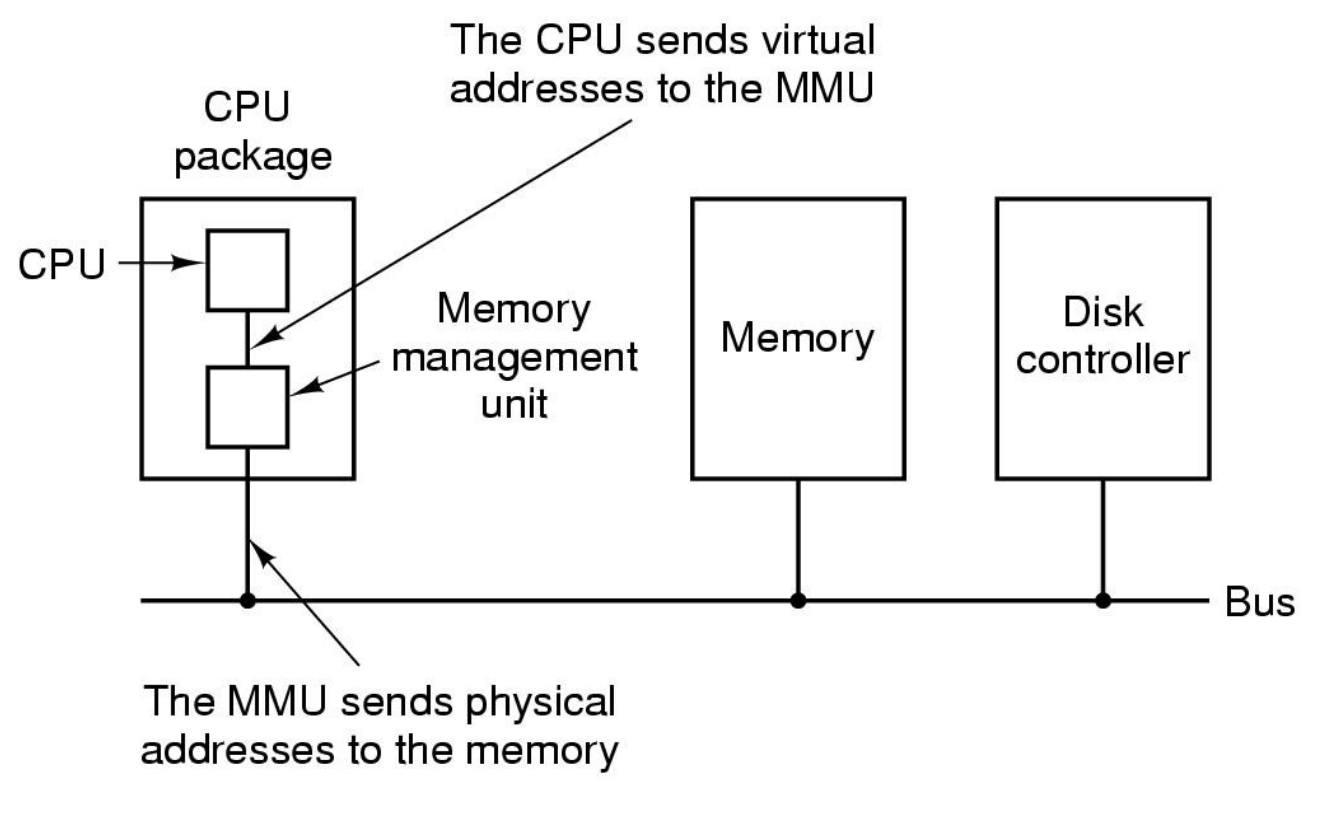 The CPU sends virtual
addresses to the MMU
CPU
package
CPU
Memory
management
unit
Memory
Disk
controller
Bus
The MMU sends physical
addresses to the memory